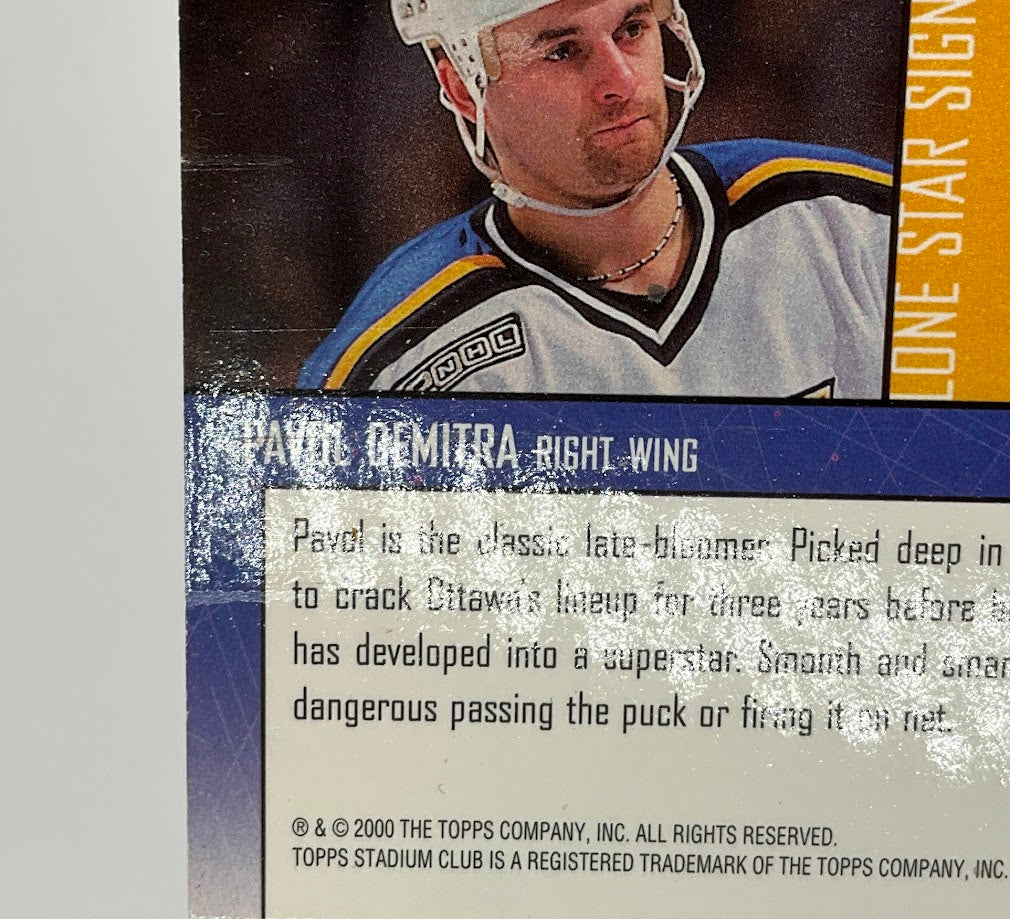 LONE STAR SIGN
NHL
PAVOL DEMITRA RIGHT WING
Pavol is the classic late-bloomer. Picked deep in
to crack Ottawa's lineup for three years before
has developed into a superstar. Smooth and
dangerous passing the puck or firing it on net.
® & © 2000 THE TOPPS COMPANY, INC. ALL RIGHTS RESERVED.
TOPPS STADIUM CLUB IS A REGISTERED TRADEMARK OF THE TOPPS COMPANY, INC.